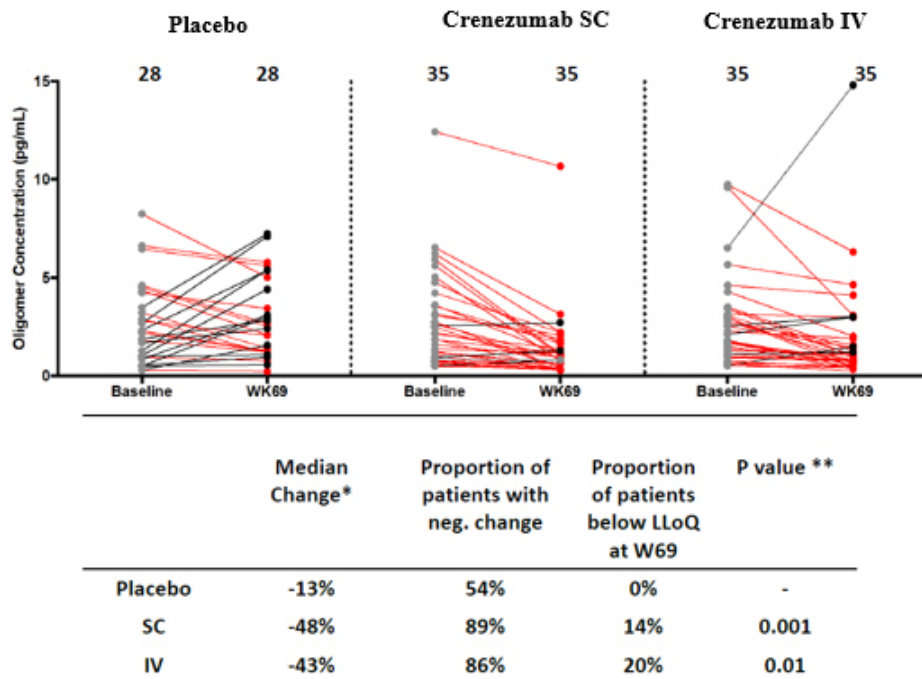 Placebo Crenezumab SC Crenezumab IV
28 28 35 35 35 35
15
10
5
0
Oligomer Concentration (pg/mL)
Baseline WK69 Baseline WK69 Baseline WK69
Median Change* Proportion of patients with neg. change Proportion of patients below LLoQ at W69 P value **
Placebo -13% 54% 0% -
SC -48% 89% 14% 0.001
IV -43% 86% 20% 0.01